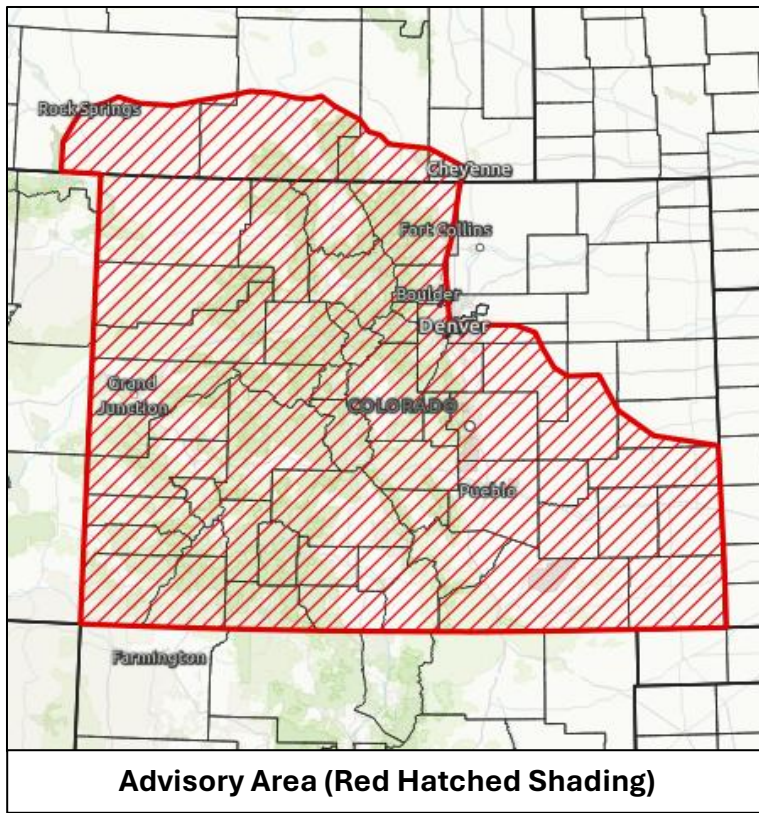 Rock Springs
Cheyenne
Fort Collins
Boulder
Denver
Grand
Junction
COLORADO
Pueblo
Farmington
Advisory Area (Red Hatched Shading)